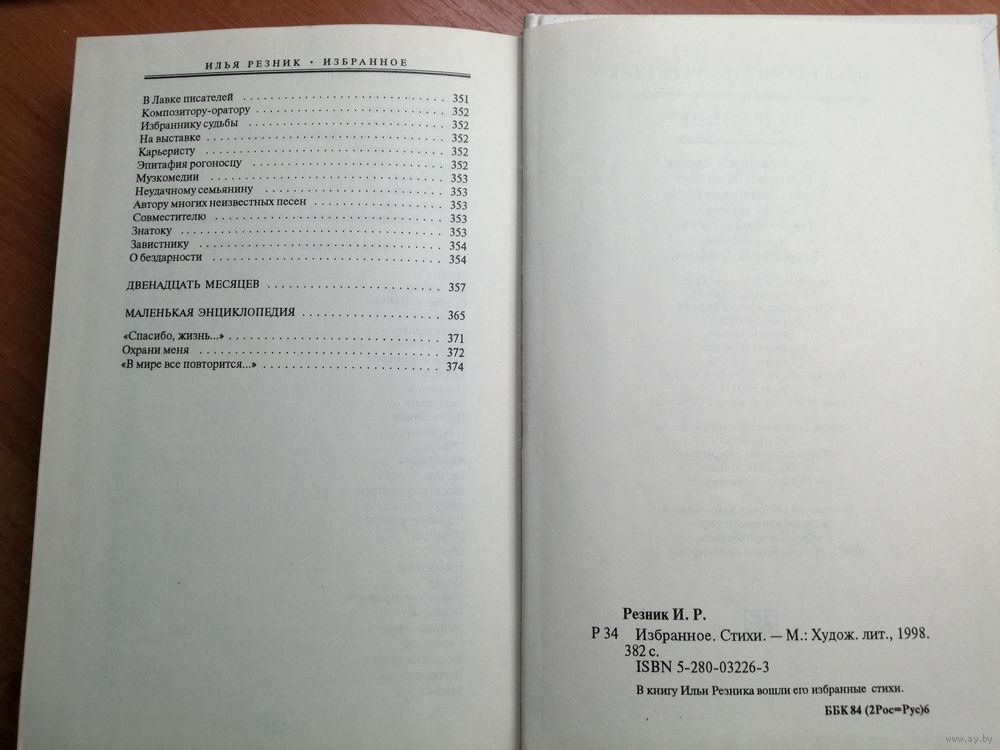 ИЛЬЯ РЕЗНИК • ИЗБРАННОЕ
В Лавке писателей . . . . . . . . . . . . . . . . . . . . . . . . . . 351
Композитору-оратору . . . . . . . . . . . . . . . . . . . . . . . . 352
Избраннику судьбы . . . . . . . . . . . . . . . . . . . . . . . . . 352
На выставке . . . . . . . . . . . . . . . . . . . . . . . . . . . . . 352
Карьеристу . . . . . . . . . . . . . . . . . . . . . . . . . . . . . 352
Эпитафия рогоносцу . . . . . . . . . . . . . . . . . . . . . . . . 352
Музкомедии . . . . . . . . . . . . . . . . . . . . . . . . . . . . . 353
Неудачному семьянину . . . . . . . . . . . . . . . . . . . . . . . 353
Автору многих неизвестных песен . . . . . . . . . . . . . . . . 353
Совместителю . . . . . . . . . . . . . . . . . . . . . . . . . . . . 353
Знатоку . . . . . . . . . . . . . . . . . . . . . . . . . . . . . . . 353
Завистнику . . . . . . . . . . . . . . . . . . . . . . . . . . . . . 354
О бездарности . . . . . . . . . . . . . . . . . . . . . . . . . . . . 354
ДВЕНАДЦАТЬ МЕСЯЦЕВ . . . . . . . . . . . . . . . . . . . . . . 357
МАЛЕНЬКАЯ ЭНЦИКЛОПЕДИЯ . . . . . . . . . . . . . . . . . . 365
«Спасибо, жизнь...» . . . . . . . . . . . . . . . . . . . . . . . . . 371
Охрани меня . . . . . . . . . . . . . . . . . . . . . . . . . . . . . 372
«В мире все повторится...» . . . . . . . . . . . . . . . . . . . . . 374
Резник И. Р.
Р 34 Избранное. Стихи. — М.: Худож. лит., 1998.
382 с.
ISBN 5-280-03226-3
В книгу Ильи Резника вошли его избранные стихи.
ББК 84 (2Рос=Рус)6
www.ay.by